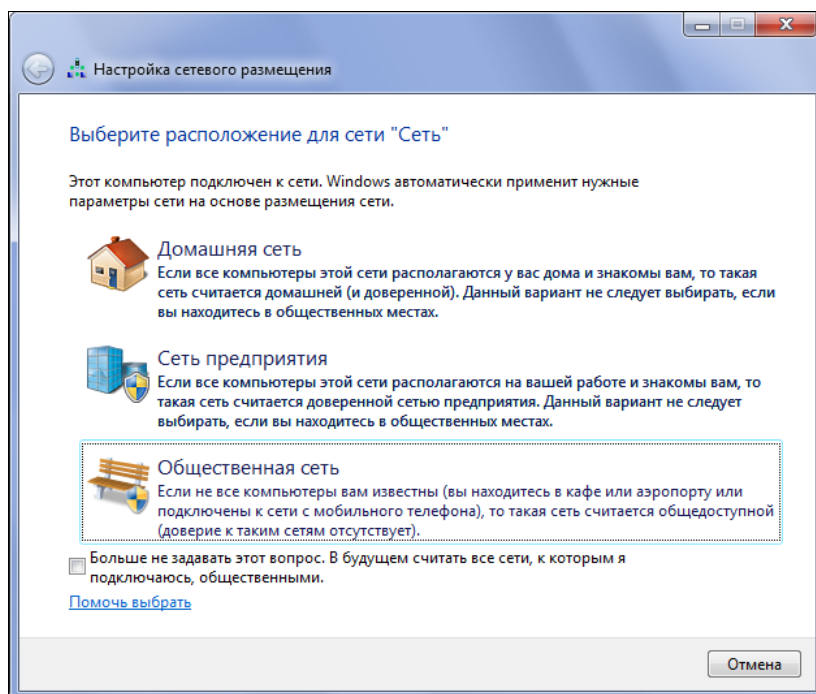 Настройка сетевого размещения
Выберите расположение для сети "Сеть"
Этот компьютер подключен к сети. Windows автоматически применит нужные
параметры сети на основе размещения сети.
Домашняя сеть
Если все компьютеры этой сети располагаются у вас дома и знакомы вам, то такая
сеть считается домашней (и доверенной). Данный вариант не следует выбирать, если
вы находитесь в общественных местах.
Сеть предприятия
Если все компьютеры этой сети располагаются на вашей работе и знакомы вам, то
такая сеть считается доверенной сетью предприятия. Данный вариант не следует
выбирать, если вы находитесь в общественных местах.
Общественная сеть
Если не все компьютеры вам известны (вы находитесь в кафе или аэропорту или
подключены к сети с мобильного телефона), то такая сеть считается общедоступной
(доверие к таким сетям отсутствует).
Больше не задавать этот вопрос. В будущем считать все сети, к которым я
подключаюсь, общественными.
Помочь выбрать
Отмена